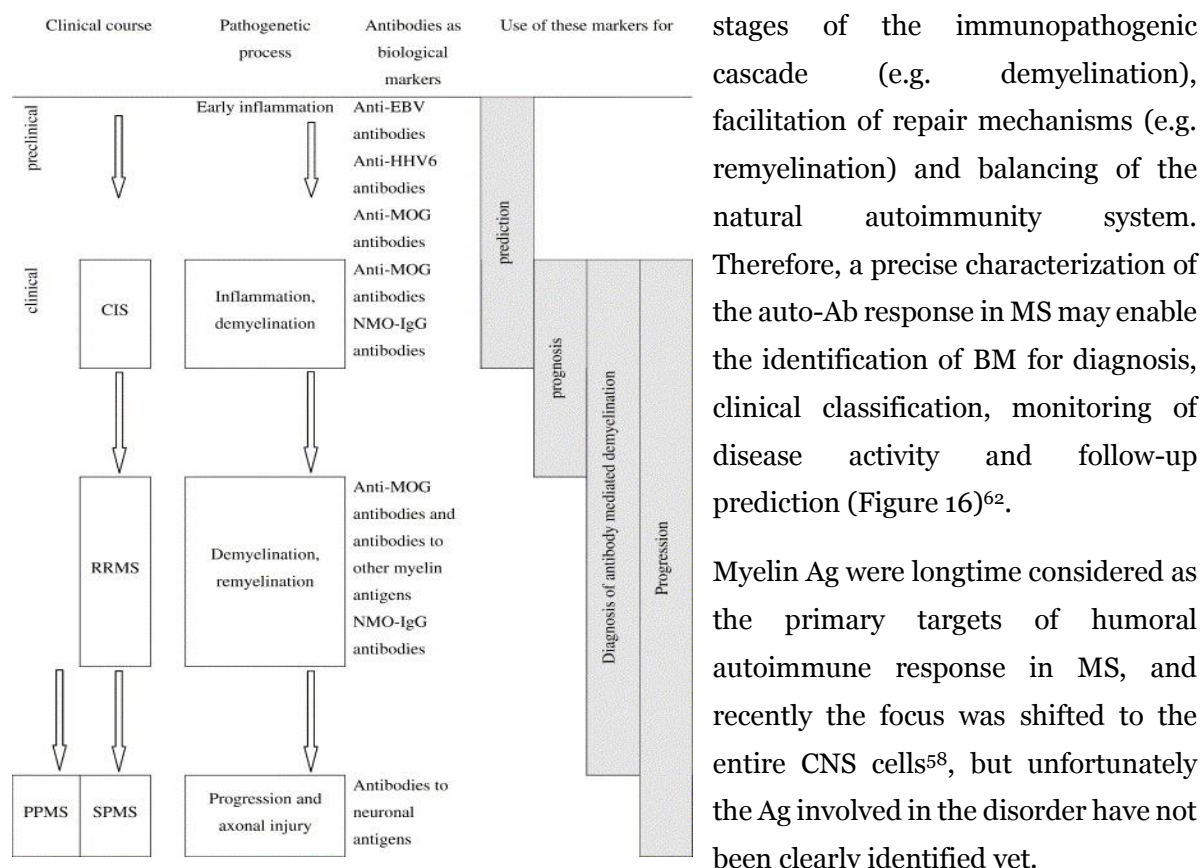 Clinical course
Pathogenetic
process
Antibodies as
biological
markers
Use of these markers for
preclinical
Early inflammation
Anti-EBV
antibodies
Anti-HHV6
antibodies
Anti-MOG
antibodies
prediction
clinical
CIS
Inflammation,
demyelination
Anti-MOG
antibodies
NMO-IgG
antibodies
prognosis
Diagnosis of antibody mediated demyelination
Progression
RRMS
Demyelination,
remyelination
Anti-MOG
antibodies and
antibodies to
other myelin
antigens
NMO-IgG
antibodies
PPMS
SPMS
Progression and
axonal injury
Antibodies to
neuronal
antigens
stages of the immunopathogenic
cascade (e.g. demyelination),
facilitation of repair mechanisms (e.g.
remyelination) and balancing of the
natural autoimmunity system.
Therefore, a precise characterization of
the auto-Ab response in MS may enable
the identification of BM for diagnosis,
clinical classification, monitoring of
disease activity and follow-up
prediction (Figure 16)⁶².
Myelin Ag were longtime considered as
the primary targets of humoral
autoimmune response in MS, and
recently the focus was shifted to the
entire CNS cells⁵⁸, but unfortunately
the Ag involved in the disorder have not
been clearly identified yet.